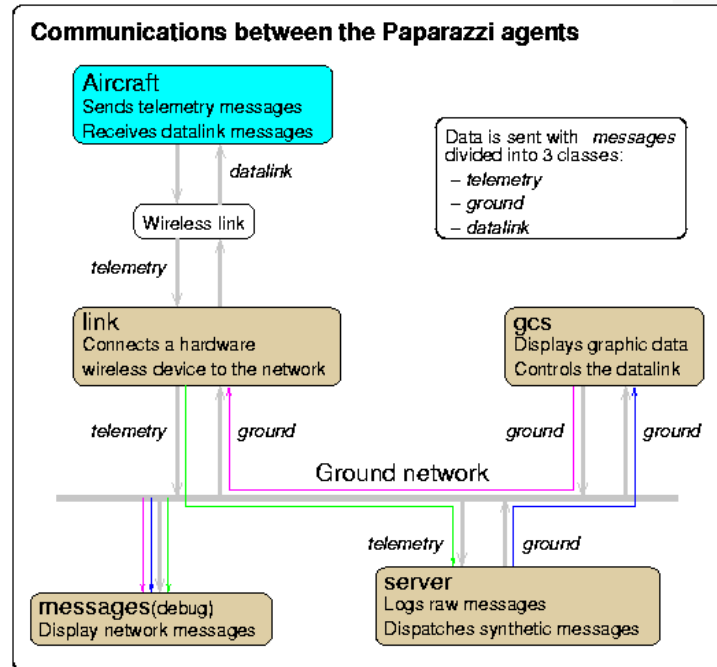 Communications between the Paparazzi agents
Aircraft
Sends telemetry messages
Receives datalink messages
Data is sent with messages
divided into 3 classes:
– telemetry
– ground
– datalink
datalink
Wireless link
telemetry
link
Connects a hardware
wireless device to the network
gcs
Displays graphic data
Controls the datalink
telemetry
ground
ground
ground
Ground network
telemetry
ground
messages(debug)
Display network messages
server
Logs raw messages
Dispatches synthetic messages